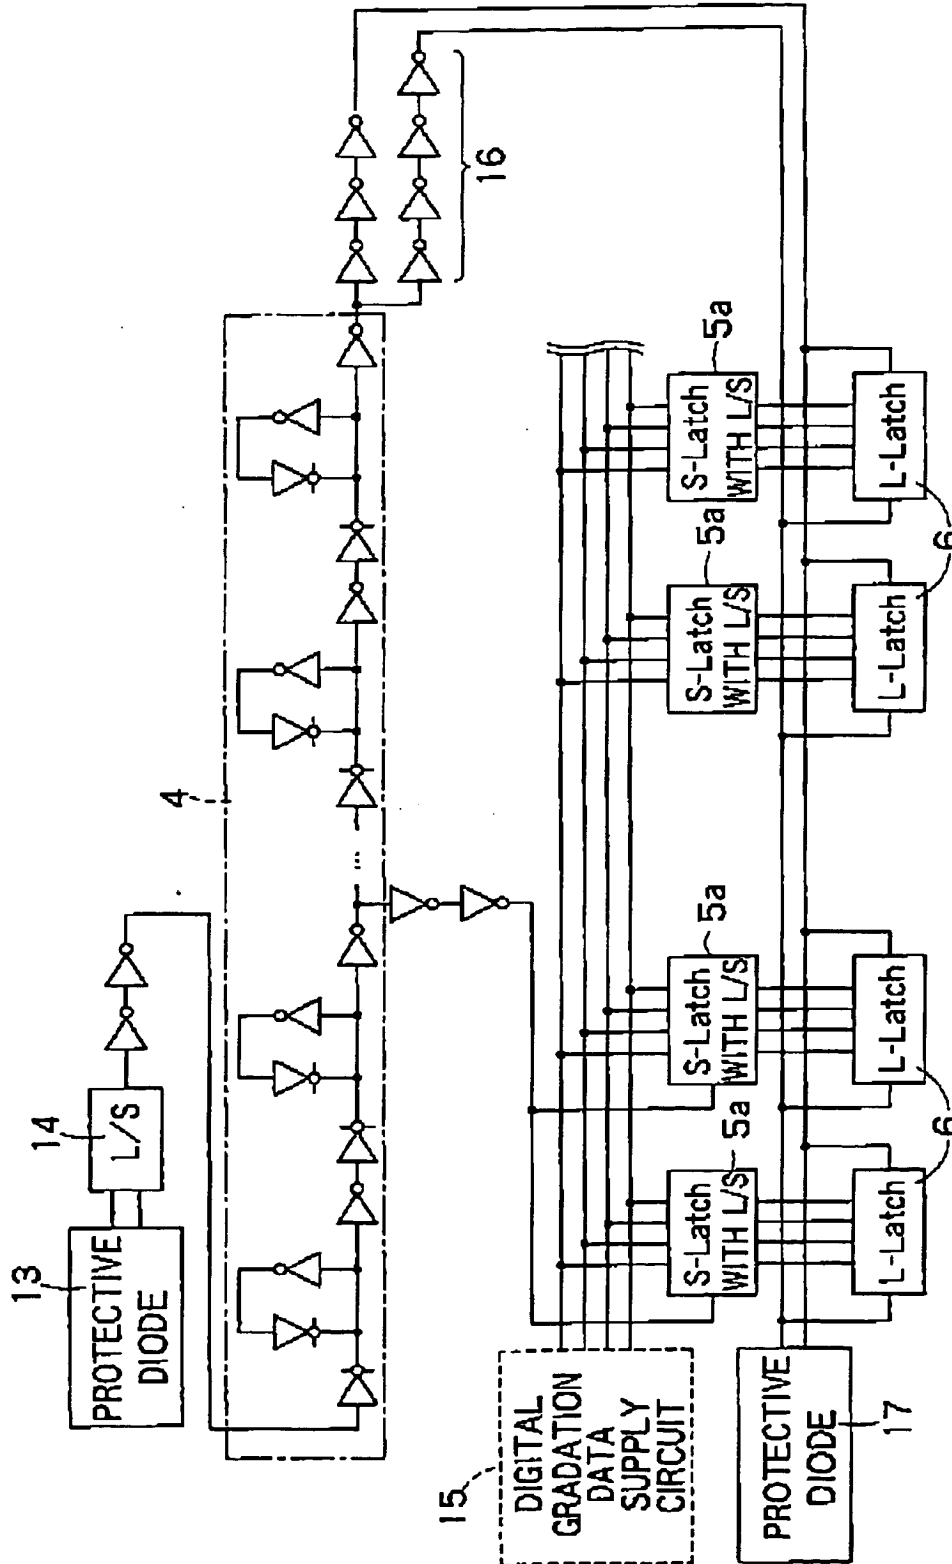 13
PROTECTIVE
DIODE
14
L/S
4
...
16
15
DIGITAL
GRADATION
DATA
SUPPLY
CIRCUIT
5a
S-Latch
WITH L/S
5a
S-Latch
WITH L/S
5a
S-Latch
WITH L/S
5a
S-Latch
WITH L/S
PROTECTIVE
DIODE
17
L-Latch
L-Latch
L-Latch
L-Latch
6
6